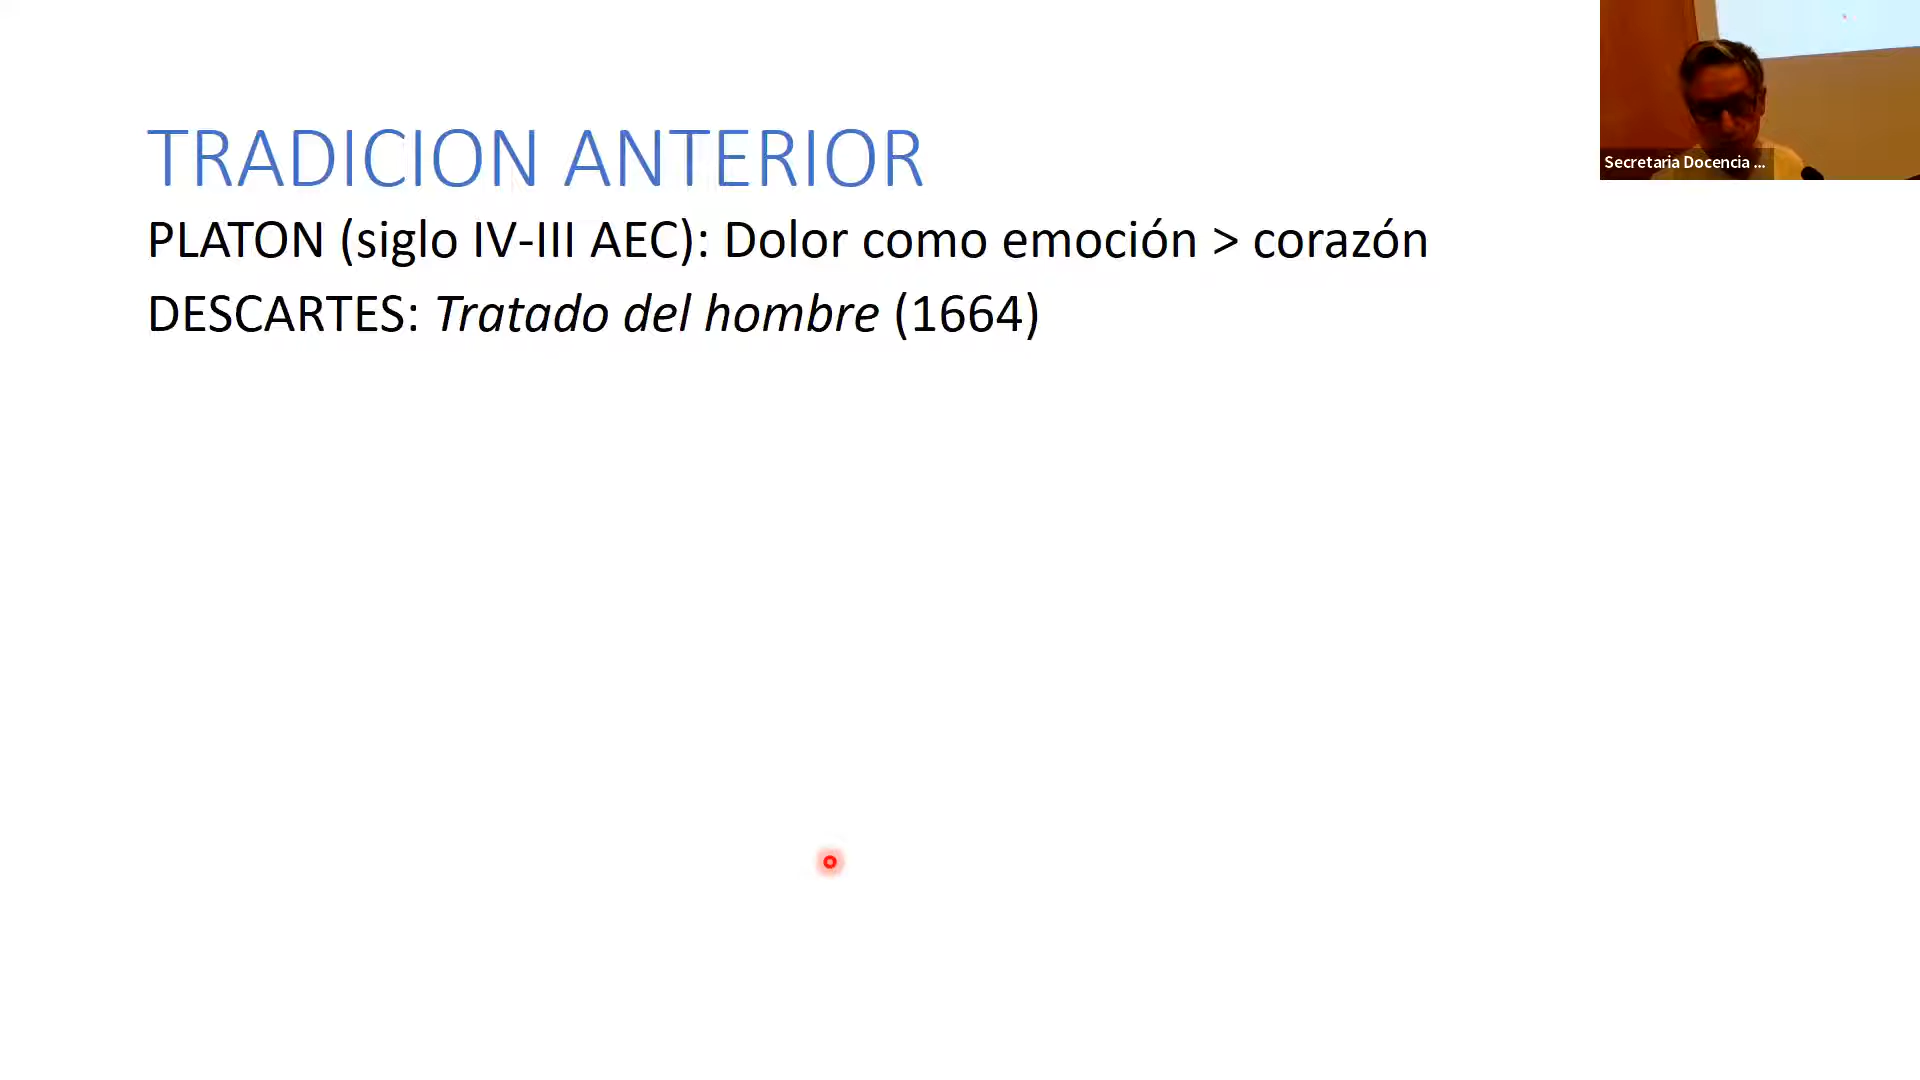 TRADICION ANTERIOR
PLATON (siglo IV-III AEC): Dolor como emoción > corazón
DESCARTES: Tratado del hombre (1664)
Secretaria Docencia ...